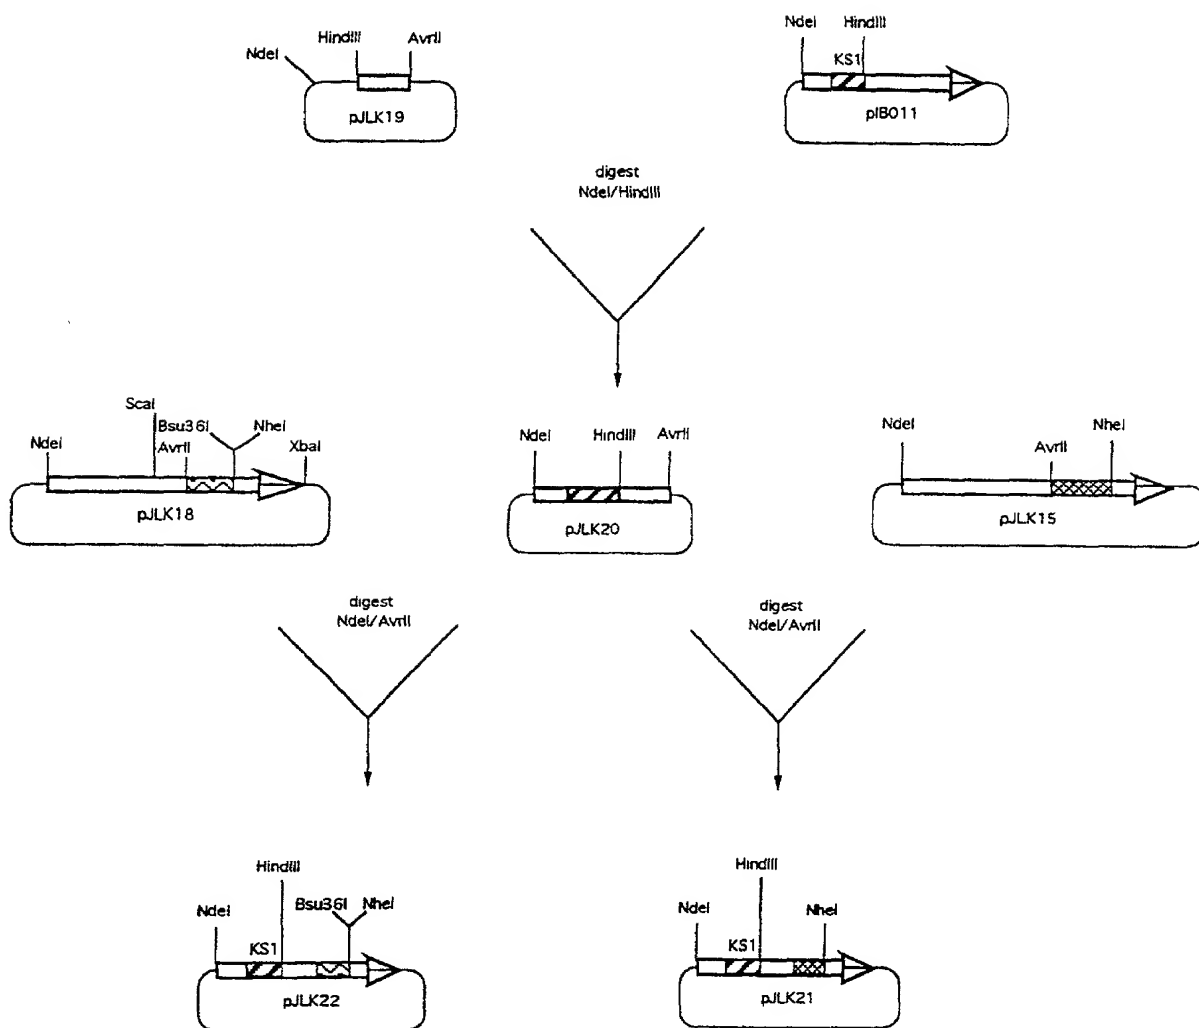 NdeI
HindIII
AvrII
pJLK19
NdeI
HindIII
KS1
pIB011
digest
NdeI/HindIII
NdeI
ScaI
Bsu36I
AvrII
NheI
XbaI
pJLK18
NdeI
HindIII
AvrII
pJLK20
NdeI
AvrII
NheI
pJLK15
digest
NdeI/AvrII
digest
NdeI/AvrII
NdeI
KS1
HindIII
Bsu36I
NheI
pJLK22
NdeI
KS1
HindIII
NheI
pJLK21